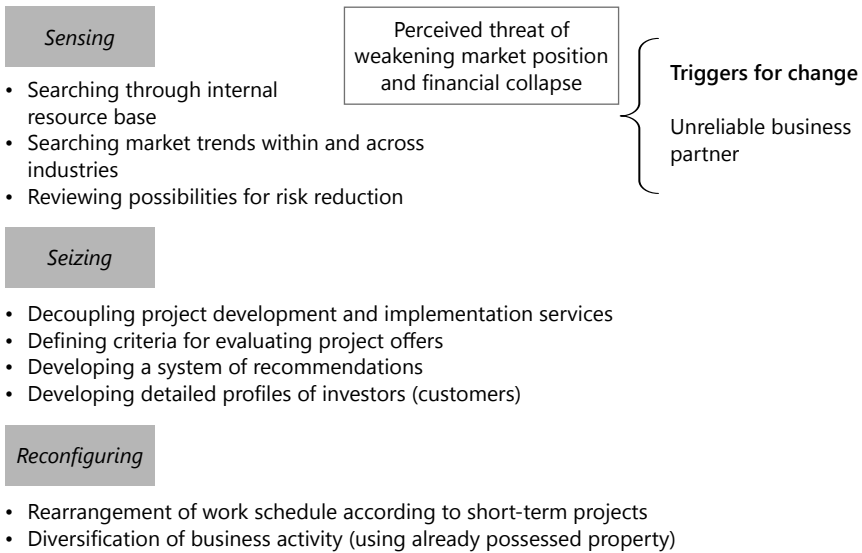 Sensing
• Searching through internal
resource base
• Searching market trends within and across
industries
• Reviewing possibilities for risk reduction
Perceived threat of
weakening market position
and financial collapse
Triggers for change
Unreliable business
partner
Seizing
• Decoupling project development and implementation services
• Defining criteria for evaluating project offers
• Developing a system of recommendations
• Developing detailed profiles of investors (customers)
Reconfiguring
• Rearrangement of work schedule according to short-term projects
• Diversification of business activity (using already possessed property)